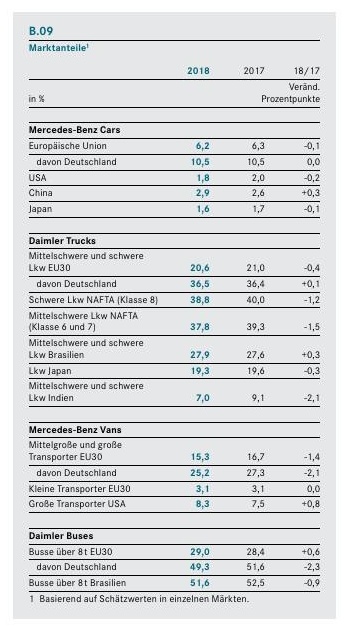 B.09
Marktanteile¹
2018 2017 18/17
Veränd.
in % Prozentpunkte
Mercedes-Benz Cars
Europäische Union 6,2 6,3 -0,1
davon Deutschland 10,5 10,5 0,0
USA 1,8 2,0 -0,2
China 2,9 2,6 +0,3
Japan 1,6 1,7 -0,1
Daimler Trucks
Mittelschwere und schwere
Lkw EU30 20,6 21,0 -0,4
davon Deutschland 36,5 36,4 +0,1
Schwere Lkw NAFTA (Klasse 8) 38,8 40,0 -1,2
Mittelschwere Lkw NAFTA
(Klasse 6 und 7) 37,8 39,3 -1,5
Mittelschwere und schwere
Lkw Brasilien 27,9 27,6 +0,3
Lkw Japan 19,3 19,6 -0,3
Mittelschwere und schwere
Lkw Indien 7,0 9,1 -2,1
Mercedes-Benz Vans
Mittelgroße und große
Transporter EU30 15,3 16,7 -1,4
davon Deutschland 25,2 27,3 -2,1
Kleine Transporter EU30 3,1 3,1 0,0
Große Transporter USA 8,3 7,5 +0,8
Daimler Buses
Busse über 8t EU30 29,0 28,4 +0,6
davon Deutschland 49,3 51,6 -2,3
Busse über 8t Brasilien 51,6 52,5 -0,9
1 Basierend auf Schätzwerten in einzelnen Märkten.